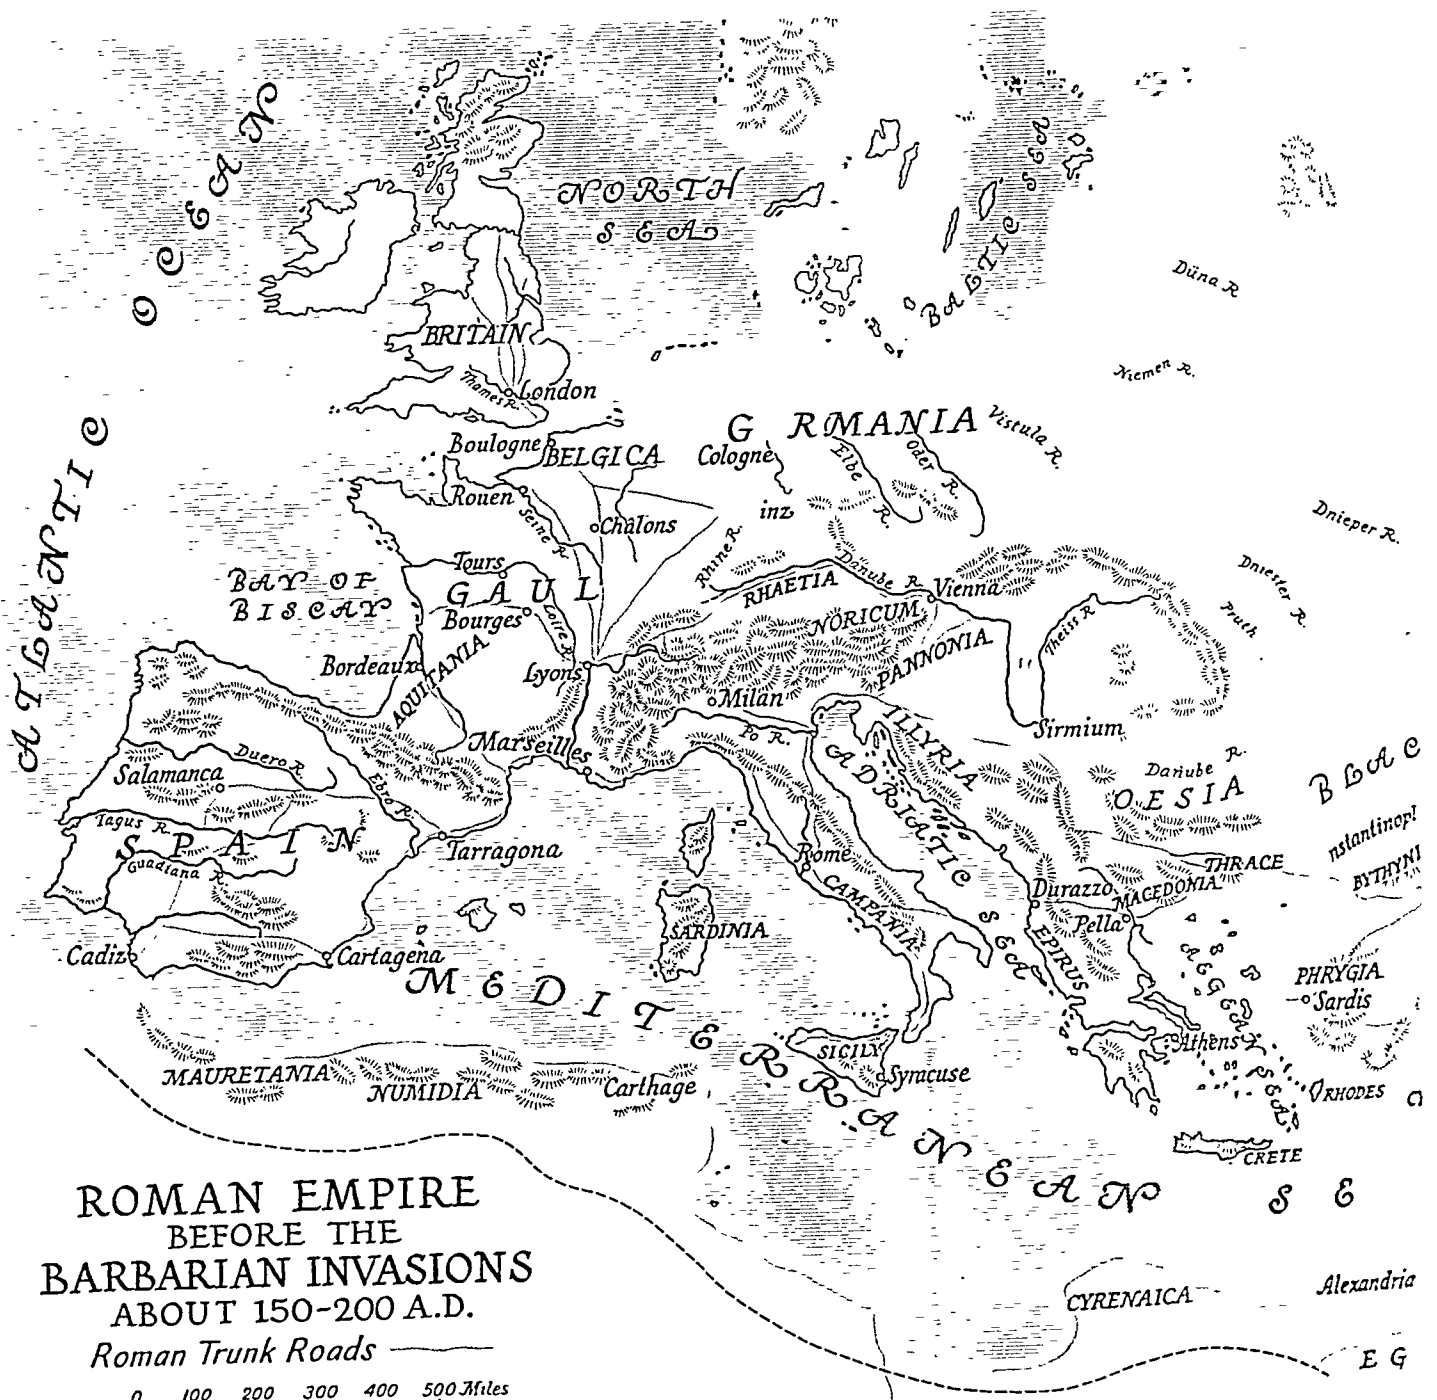 ATLANTIC
OCEAN
NORTH
SEA
BALTIC SEA
Düna R
Niemen R.
BRITAIN
Thames R.
London
G RMANIA
Vistula R.
Boulogne
BELGICA
Cologne
Elbe R.
Oder R.
Rouen
Seine R
Châlons
inz
Rhine R.
Dnieper R.
Tours
BAY OF
BISCAY
GAUL
Bourges
Loire R.
RHAETIA
Danube R.
Vienna
NORICUM
PANNONIA
Theiss R
Dniester R.
Pruth
Bordeaux
AQUITANIA
Lyons
Milan
Po R.
Marseilles
ILLYRIA
Sirmium
ADRIATIC SEA
Danube R.
OESIA
BLAC
Duero R.
Salamanca
Ebro R.
Tagus R.
SPAIN
Guadiana R
Tarragona
Rome
CAMPANIA
THRACE
nstantinopl
BYTHYNI
Durazzo
MACEDONIA
Pella
EPIRUS
SARDINIA
Cadiz
Cartagena
AEGEAN SEA
PHRYGIA
Sardis
MEDITERRANEAN SE
SICILY
Syracuse
Athens
RHODES
MAURETANIA
NUMIDIA
Carthage
CRETE
CYRENAICA
Alexandria
EG
ROMAN EMPIRE
BEFORE THE
BARBARIAN INVASIONS
ABOUT 150-200 A.D.
Roman Trunk Roads
0 100 200 300 400 500 Miles